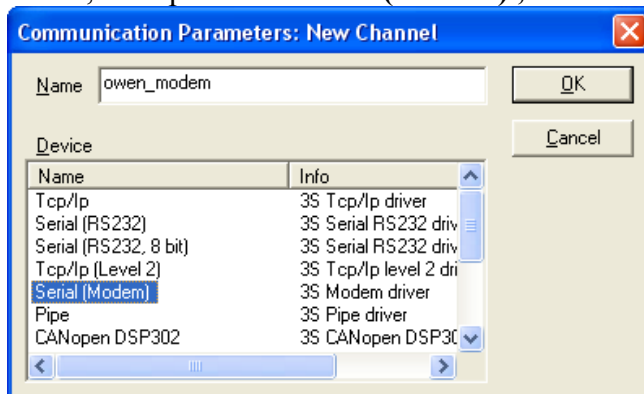 Communication Parameters: New Channel
Name owen_modem OK
Cancel
Device
Name Info
Tcp/Ip 3S Tcp/Ip driver
Serial (RS232) 3S Serial RS232 driv
Serial (RS232, 8 bit) 3S Serial RS232 driv
Tcp/Ip (Level 2) 3S Tcp/Ip level 2 dri
Serial (Modem) 3S Modem driver
Pipe 3S Pipe driver
CANopen DSP302 3S CANopen DSP3